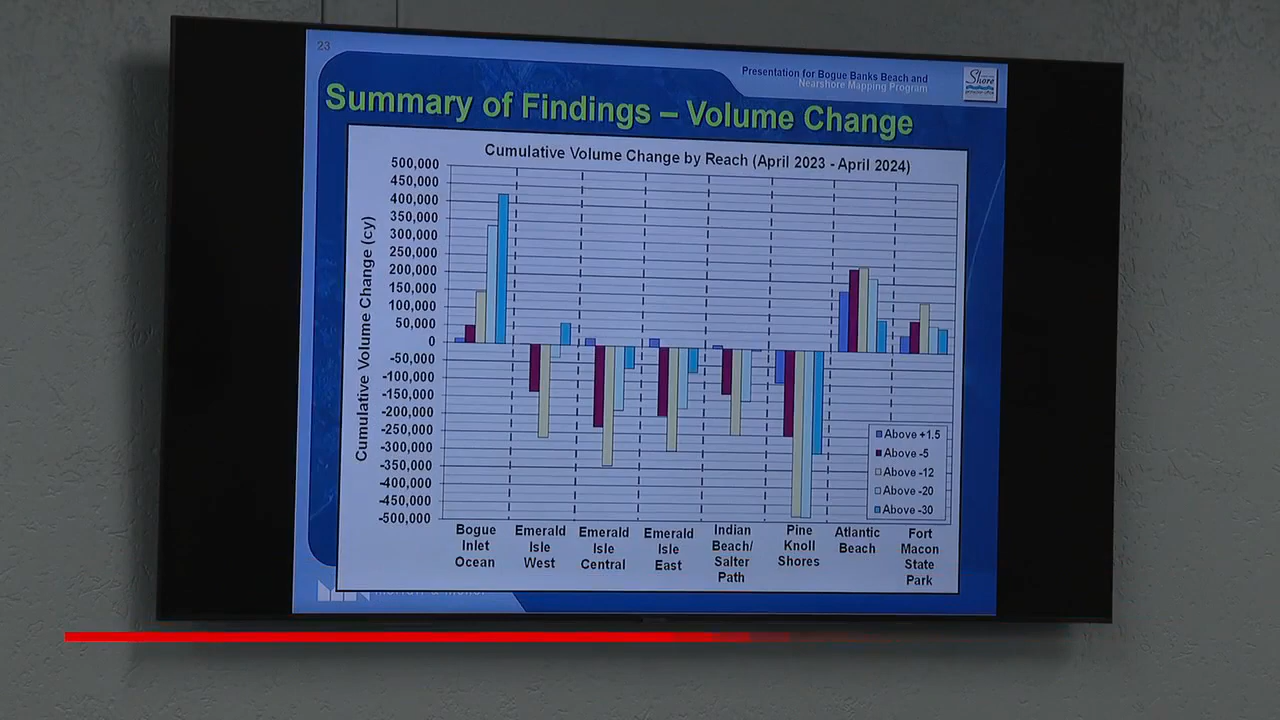 23
Presentation for Bogue Banks Beach and
Nearshore Mapping Program
Shore
Summary of Findings – Volume Change
Cumulative Volume Change by Reach (April 2023 - April 2024)
Cumulative Volume Change (cy)
500,000
450,000
400,000
350,000
300,000
250,000
200,000
150,000
100,000
50,000
0
-50,000
-100,000
-150,000
-200,000
-250,000
-300,000
-350,000
-400,000
-450,000
-500,000
Above +1.5
Above -5
Above -12
Above -20
Above -30
Bogue
Inlet
Ocean
Emerald
Isle
West
Emerald
Isle
Central
Emerald
Isle
East
Indian
Beach/
Salter
Path
Pine
Knoll
Shores
Atlantic
Beach
Fort
Macon
State
Park